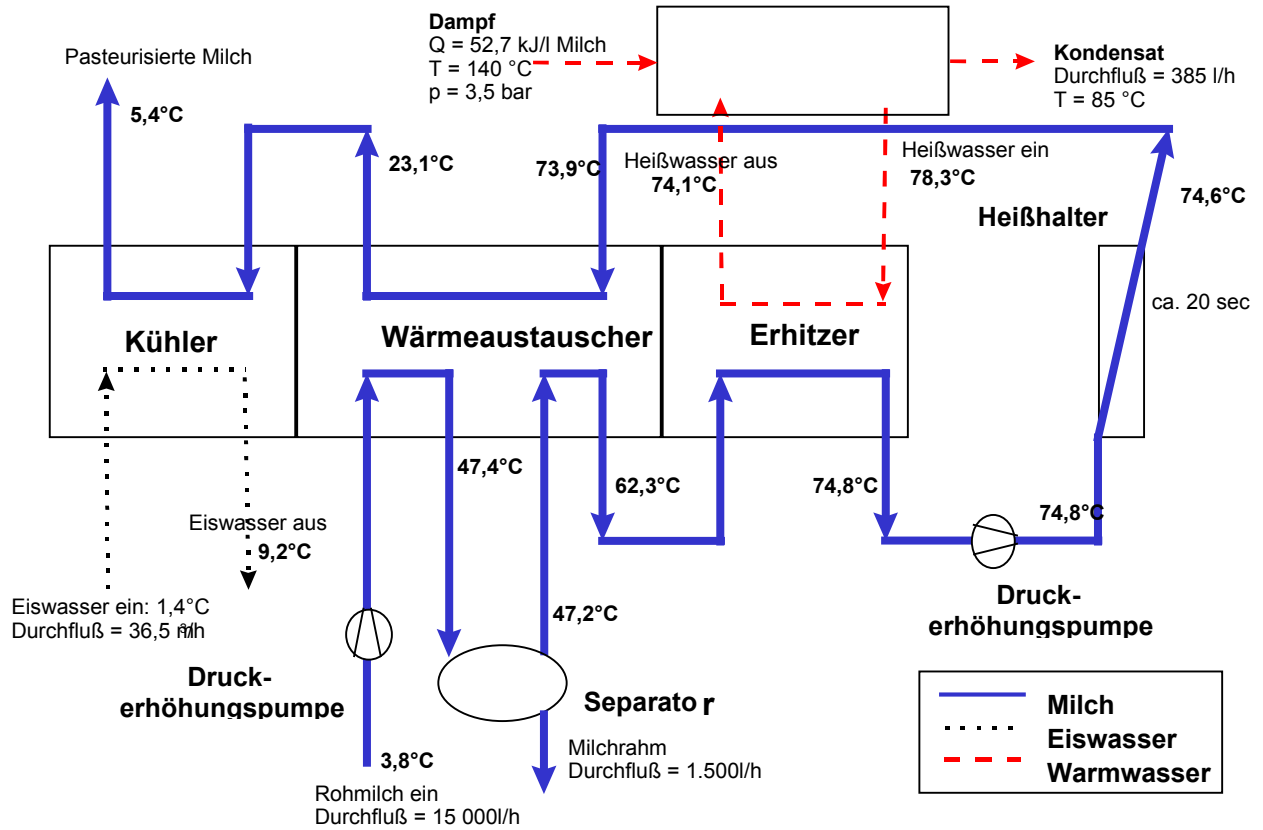 Dampf
Q = 52,7 kJ/l Milch
T = 140 °C
p = 3,5 bar
Kondensat
Durchfluß = 385 l/h
T = 85 °C
Pasteurisierte Milch
5,4°C
23,1°C
73,9°C
Heißwasser aus
74,1°C
Heißwasser ein
78,3°C
74,6°C
Heißhalter
ca. 20 sec
Kühler
Wärmeaustauscher
Erhitzer
47,4°C
62,3°C
74,8°C
74,8°C
Eiswasser aus
9,2°C
Eiswasser ein: 1,4°C
Durchfluß = 36,5
47,2°C
Druck-
erhöhungspumpe
Druck-
erhöhungspumpe
Separator
Milchrahm
Durchfluß = 1.500l/h
3,8°C
Rohmilch ein
Durchfluß = 15 000l/h
Milch
Eiswasser
Warmwasser